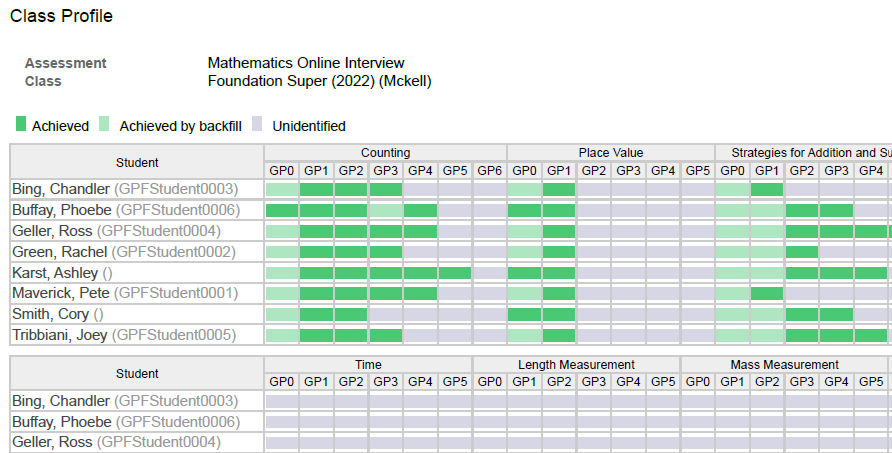 Class Profile
Assessment Mathematics Online Interview
Class Foundation Super (2022) (Mckell)
Achieved Achieved by backfill Unidentified
Student Counting Place Value Strategies for Addition and Su
GP0 GP1 GP2 GP3 GP4 GP5 GP6 GP0 GP1 GP2 GP3 GP4 GP5 GP0 GP1 GP2 GP3 GP4
Bing, Chandler (GPFStudent0003)
Buffay, Phoebe (GPFStudent0006)
Geller, Ross (GPFStudent0004)
Green, Rachel (GPFStudent0002)
Karst, Ashley ()
Maverick, Pete (GPFStudent0001)
Smith, Cory ()
Tribbiani, Joey (GPFStudent0005)
Student Time Length Measurement Mass Measurement
GP0 GP1 GP2 GP3 GP4 GP5 GP0 GP1 GP2 GP3 GP4 GP5 GP0 GP1 GP2 GP3 GP4 GP5
Bing, Chandler (GPFStudent0003)
Buffay, Phoebe (GPFStudent0006)
Geller, Ross (GPFStudent0004)